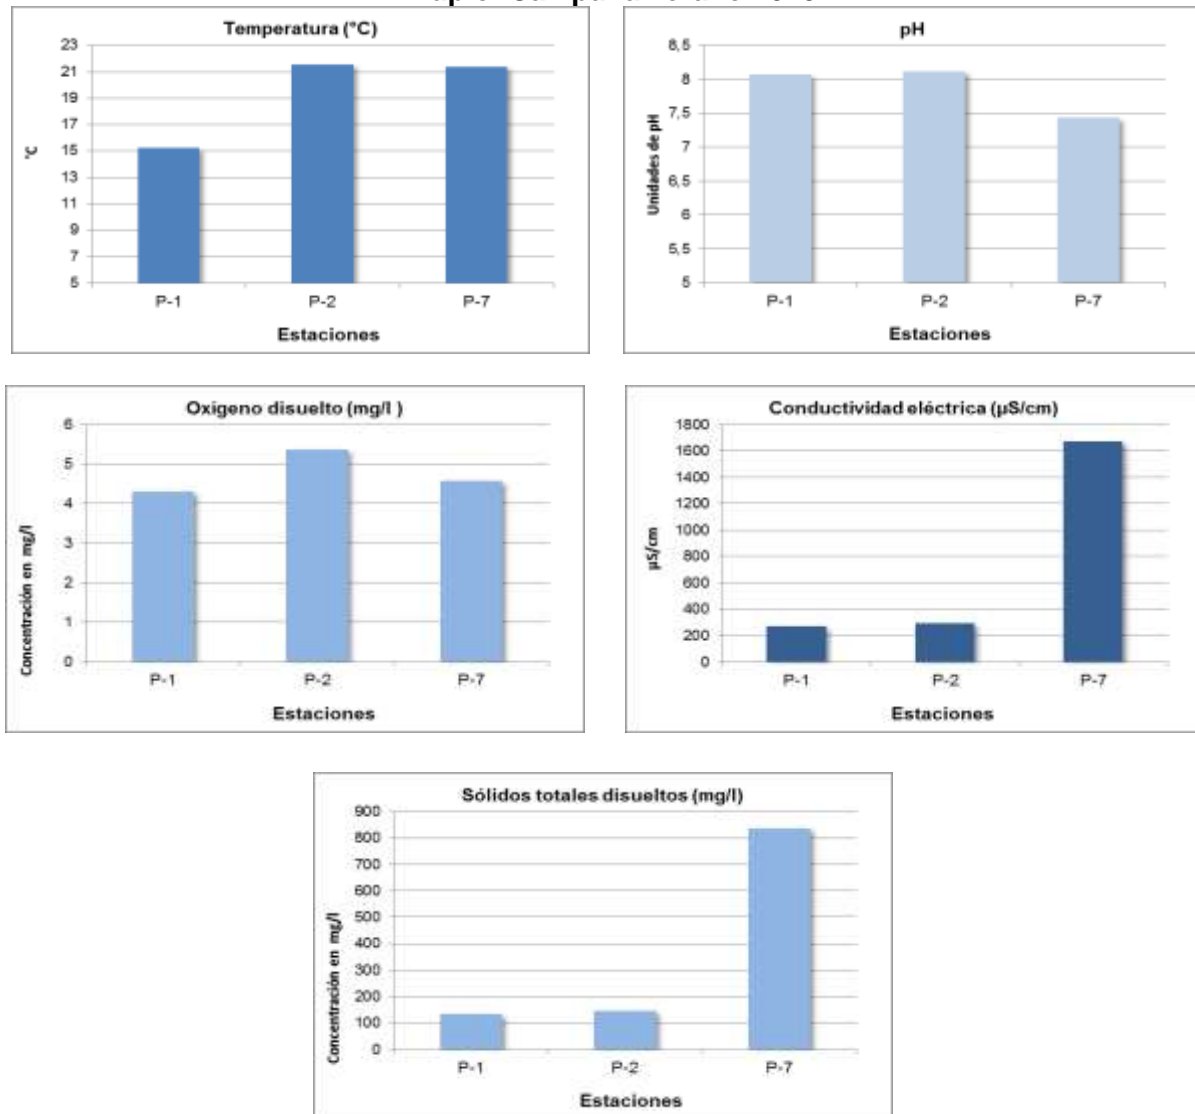 Temperatura (°C)
23
21
19
17
15
13
11
9
7
5
°C
P-1 P-2 P-7
Estaciones
pH
8,5
8
7,5
7
6,5
6
5,5
5
Unidades de pH
P-1 P-2 P-7
Estaciones
Oxigeno disuelto (mg/l )
6
5
4
3
2
1
0
Concentración en mg/l
P-1 P-2 P-7
Estaciones
Conductividad eléctrica (µS/cm)
1800
1600
1400
1200
1000
800
600
400
200
0
µS/cm
P-1 P-2 P-7
Estaciones
Sólidos totales disueltos (mg/l)
900
800
700
600
500
400
300
200
100
0
Concentración en mg/l
P-1 P-2 P-7
Estaciones